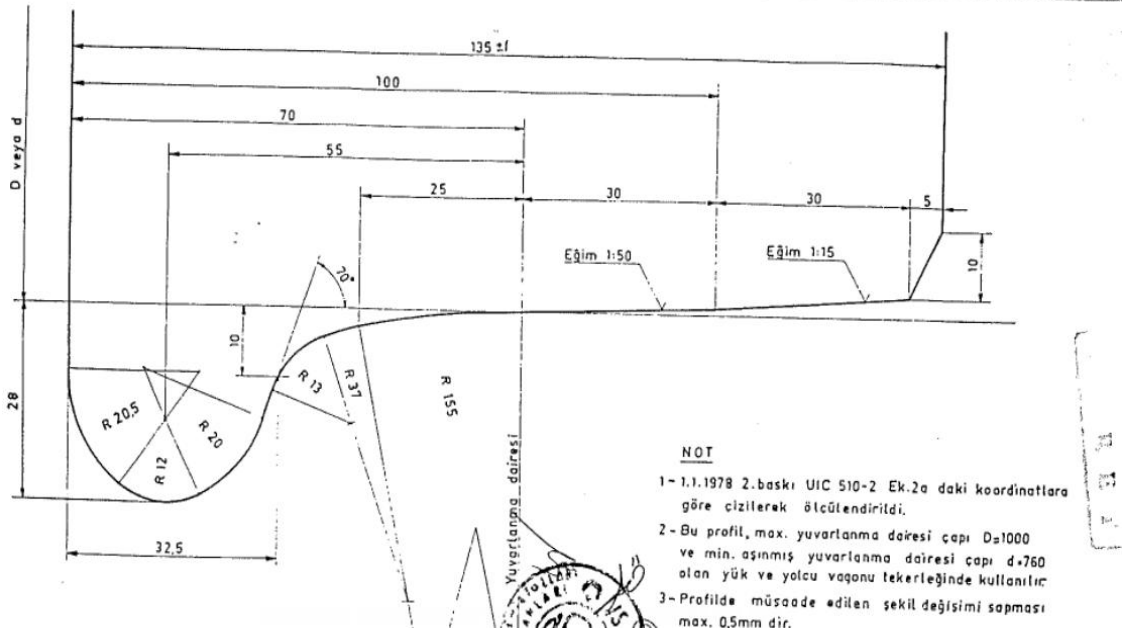 135 ±1
100
70
55
25
30
30
5
D veya d
Eğim 1:50
Eğim 1:15
10
70°
10
28
R 20,5
R 12
R 20
R 13
R 37
R 155
Yuvarlanma dairesi
32,5
NOT
1 - 1.1.1978 2.baskı UIC 510-2 Ek.2a daki koordinatlara
göre çizilerek ölçülendirildi.
2 - Bu profil, max. yuvarlanma dairesi çapı D=1000
ve min. aşınmış yuvarlanma dairesi çapı d=760
olan yük ve yolcu vagonu tekerleğinde kullanılır
3 - Profilde müsaade edilen şekil değişimi sapması
max. 0,5mm dir.